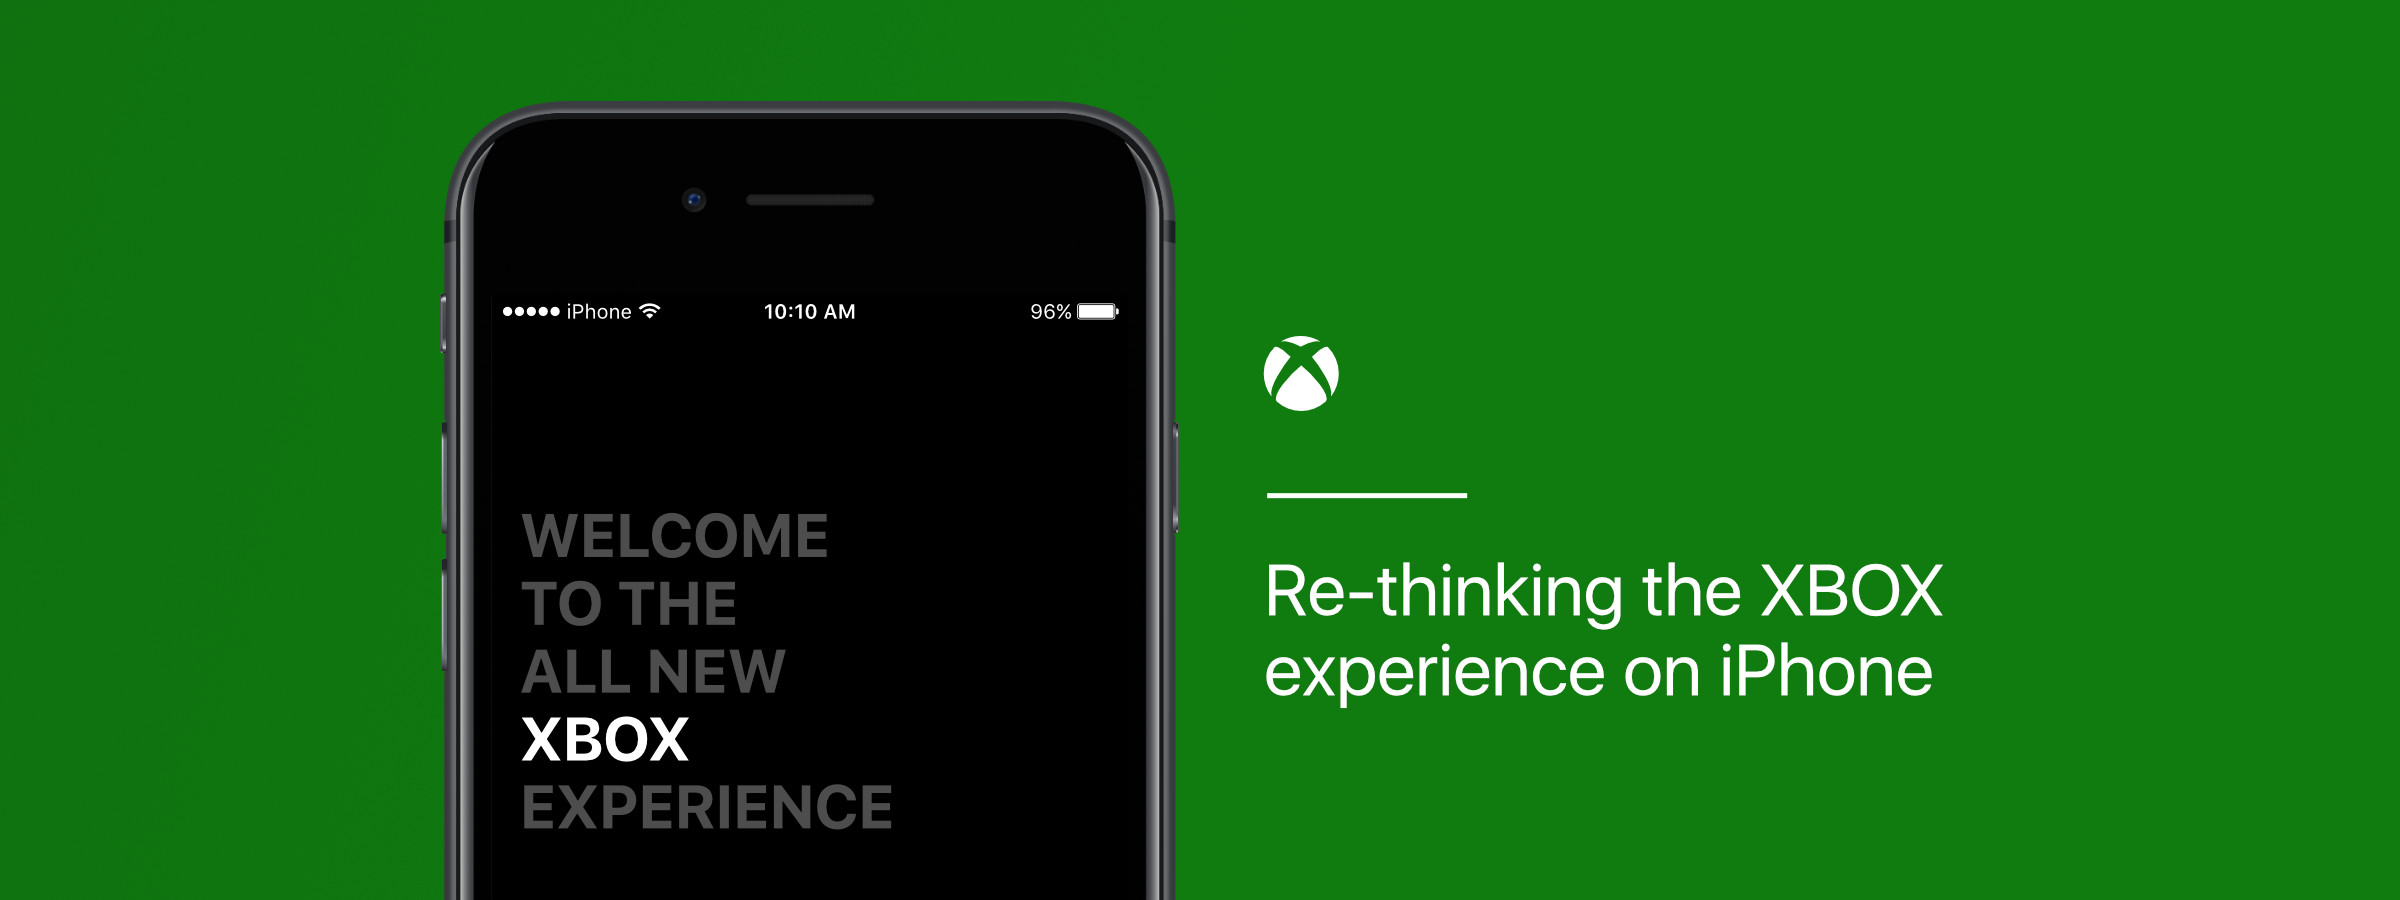 iPhone 10:10 AM 96%
WELCOME
TO THE
ALL NEW
XBOX
EXPERIENCE
Re-thinking the XBOX
experience on iPhone